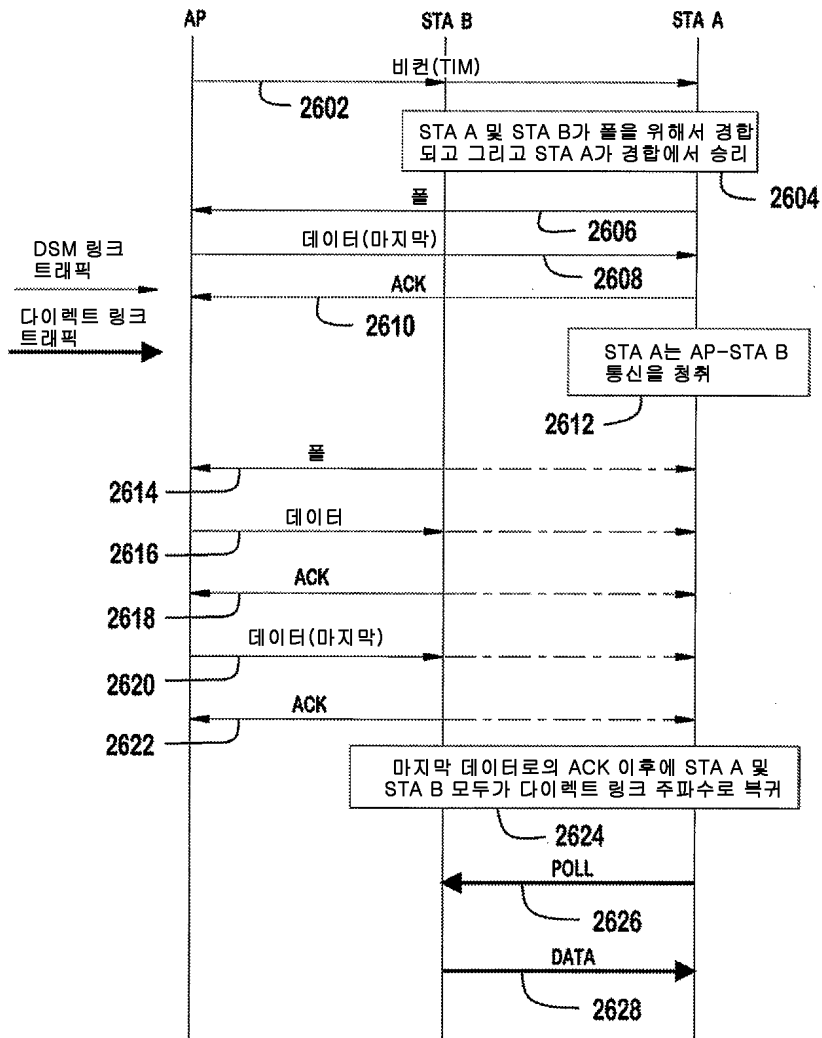 AP
STA B
STA A
비컨(TIM)
2602
STA A 및 STA B가 폴을 위해서 경합
되고 그리고 STA A가 경합에서 승리
2604
폴
2606
데이터(마지막)
2608
DSM 링크
트래픽
ACK
2610
다이렉트 링크
트래픽
STA A는 AP-STA B
통신을 청취
2612
폴
2614
데이터
2616
ACK
2618
데이터(마지막)
2620
ACK
2622
마지막 데이터로의 ACK 이후에 STA A 및
STA B 모두가 다이렉트 링크 주파수로 복귀
2624
POLL
2626
DATA
2628